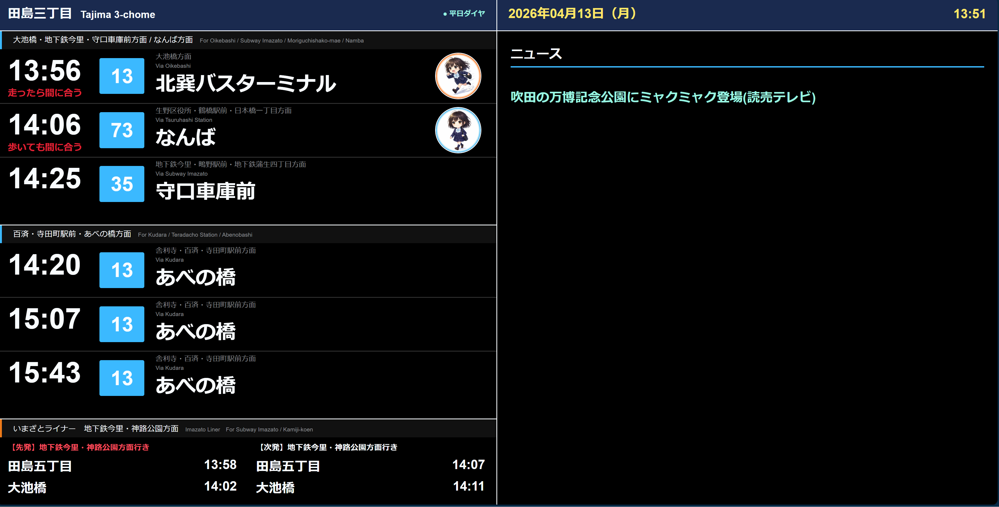 田島三丁目 Tajima 3-chome
● 平日ダイヤ
2026年04月13日（月）
13:51
大池橋・地下鉄今里・守口車庫前方面 / なんば方面 For Oikebashi / Subway Imazato / Moriguchishako-mae / Namba
13:56
走ったら間に合う
13
大池橋方面
Via Oikebashi
北巽バスターミナル
14:06
歩いても間に合う
73
生野区役所・鶴橋駅前・日本橋一丁目方面
Via Tsuruhashi Station
なんば
14:25
35
地下鉄今里・鴫野駅前・地下鉄蒲生四丁目方面
Via Subway Imazato
守口車庫前
百済・寺田町駅前・あべの橋方面 For Kudara / Teradacho Station / Abenobashi
14:20
13
舎利寺・百済・寺田町駅前方面
Via Kudara
あべの橋
15:07
13
舎利寺・百済・寺田町駅前方面
Via Kudara
あべの橋
15:43
13
舎利寺・百済・寺田町駅前方面
Via Kudara
あべの橋
いまざとライナー　地下鉄今里・神路公園方面 Imazato Liner For Subway Imazato / Kamiji-koen
【先発】地下鉄今里・神路公園方面行き
田島五丁目 13:58
大池橋 14:02
【次発】地下鉄今里・神路公園方面行き
田島五丁目 14:07
大池橋 14:11
ニュース
吹田の万博記念公園にミャクミャク登場(読売テレビ)